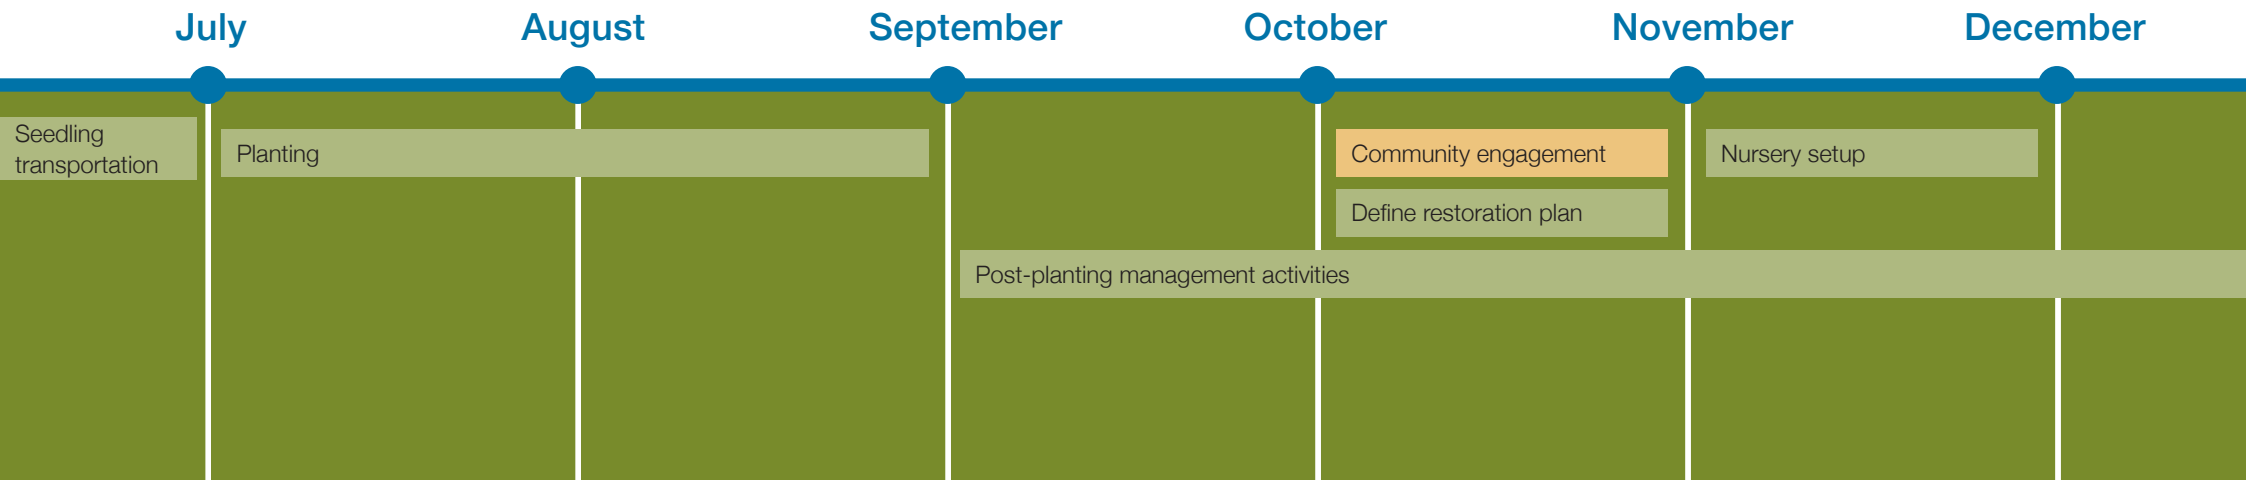 July
August
September
October
November
December
Seedling
transportation
Planting
Community engagement
Nursery setup
Define restoration plan
Post-planting management activities